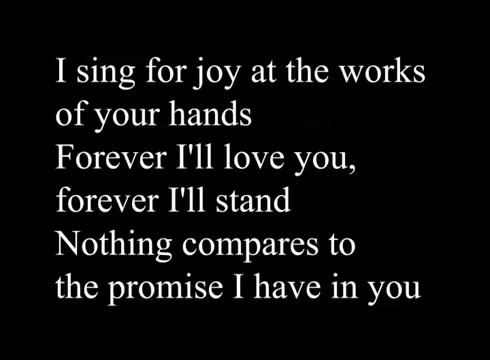 I sing for joy at the works
of your hands
Forever I'll love you,
forever I'll stand
Nothing compares to
the promise I have in you